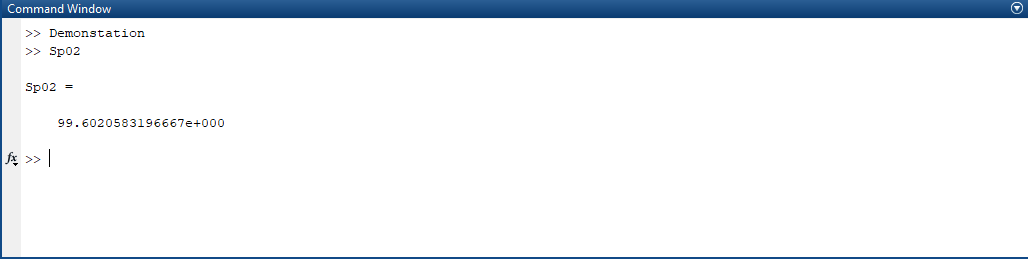 Command Window
>> Demonstation
>> Sp02
Sp02 =
99.6020583196667e+000
fx >>